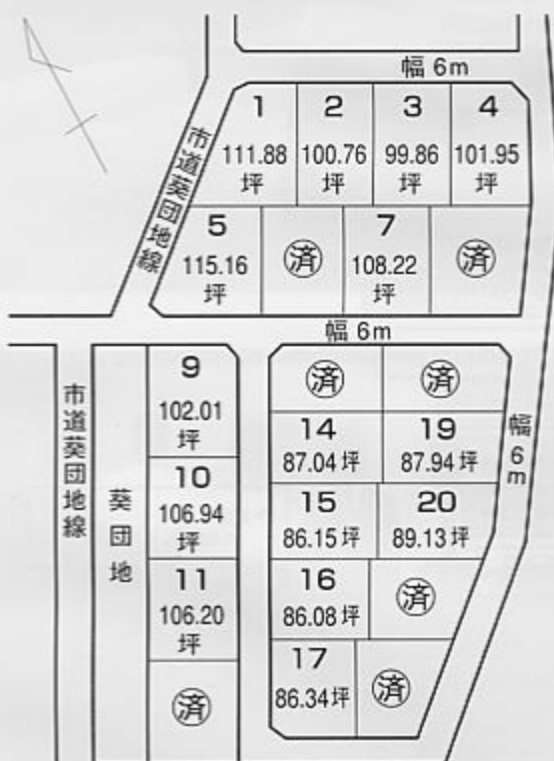 幅 6m
1
2
3
4
111.88
坪
100.76
坪
99.86
坪
101.95
坪
市道葵団地線
5
115.16
坪
済
7
108.22
坪
済
幅 6m
9
102.01
坪
済
済
市道葵団地線
葵団地
14
87.04坪
19
87.94坪
幅6m
10
106.94
坪
15
86.15坪
20
89.13坪
11
106.20
坪
16
86.08坪
済
済
17
86.34坪
済